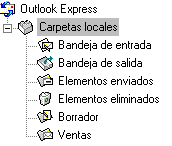 Outlook Express
Carpetas locales
Bandeja de entrada
Bandeja de salida
Elementos enviados
Elementos eliminados
Borrador
Ventas